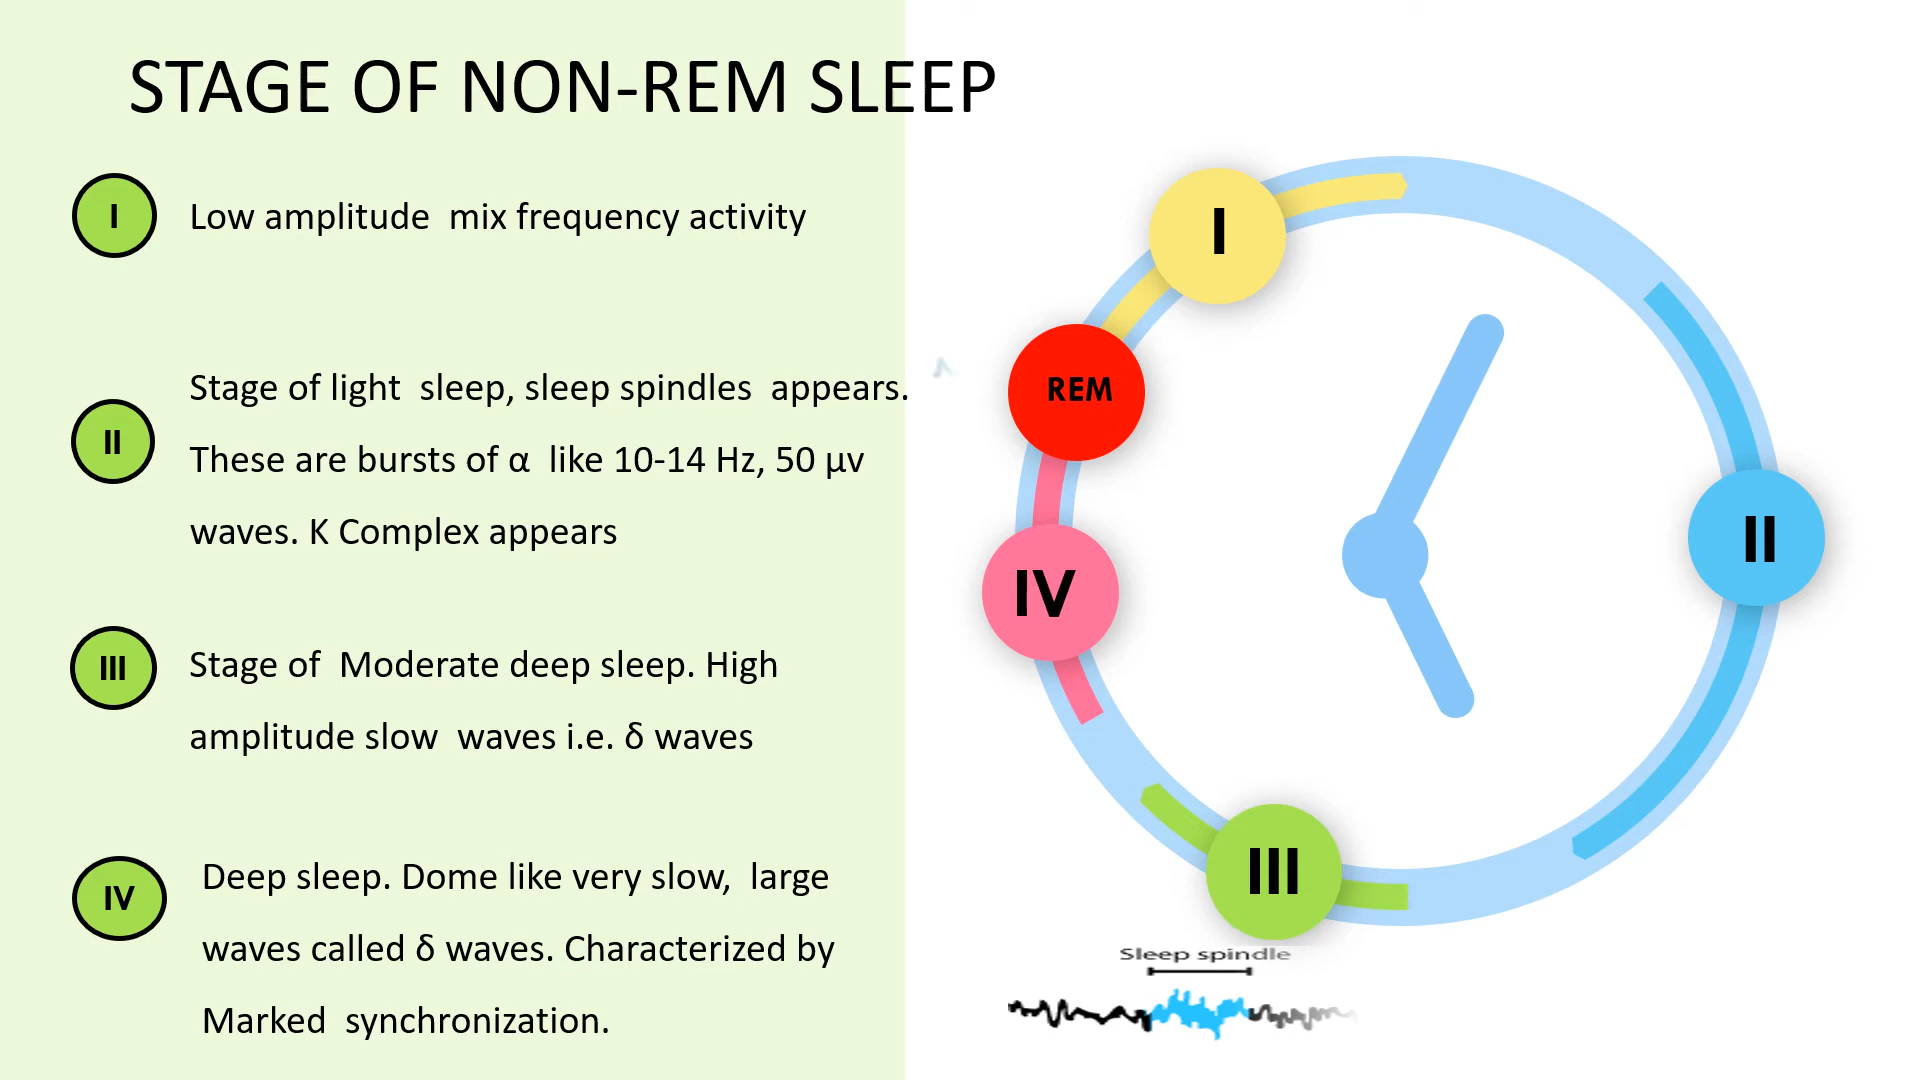 STAGE OF NON-REM SLEEP
I
Low amplitude mix frequency activity
II
Stage of light sleep, sleep spindles appears.
These are bursts of α like 10-14 Hz, 50 μv
waves. K Complex appears
III
Stage of Moderate deep sleep. High
amplitude slow waves i.e. δ waves
IV
Deep sleep. Dome like very slow, large
waves called δ waves. Characterized by
Marked synchronization.
I
REM
II
IV
III
Sleep spindle